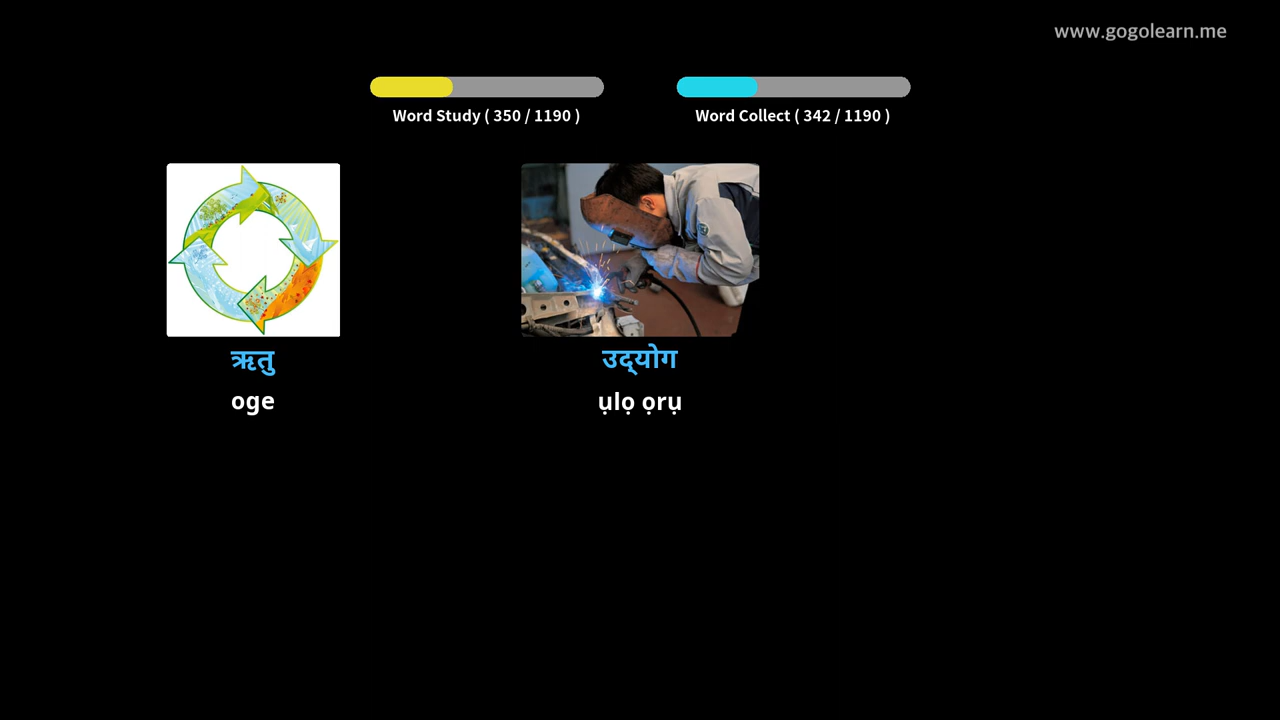 www.gogolearn.me
Word Study ( 350 / 1190 )
Word Collect ( 342 / 1190 )
ऋतु
oge
उद्‌योग
ụlọ ọrụ